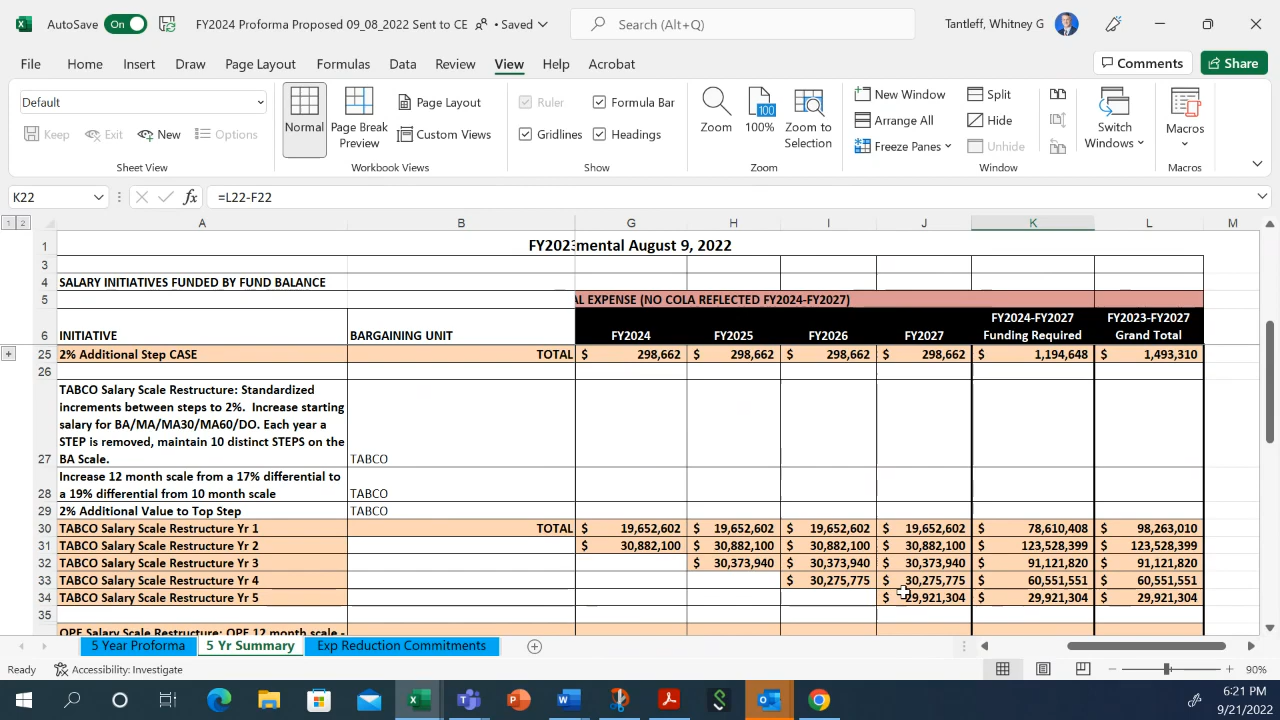 AutoSave On FY2024 Proforma Proposed 09_08_2022 Sent to CE • Saved Search (Alt+Q) Tantleff, Whitney G
File Home Insert Draw Page Layout Formulas Data Review View Help Acrobat Comments Share
Default
Keep Exit New Options
Sheet View
Normal Page Break Preview Page Layout Custom Views
Workbook Views
Ruler Formula Bar
Gridlines Headings
Show
Zoom 100% Zoom to Selection
Zoom
New Window Split
Arrange All Hide
Freeze Panes Unhide
Switch Windows
Window
Macros
Macros
K22 fx =L22-F22
1 2 A B G H I J K L M
1 FY2023mental August 9, 2022
3
4 SALARY INITIATIVES FUNDED BY FUND BALANCE
5 AL EXPENSE (NO COLA REFLECTED FY2024-FY2027)
6 INITIATIVE BARGAINING UNIT FY2024 FY2025 FY2026 FY2027 FY2024-FY2027 Funding Required FY2023-FY2027 Grand Total
25 2% Additional Step CASE TOTAL $ 298,662 $ 298,662 $ 298,662 $ 298,662 $ 1,194,648 $ 1,493,310
26
TABCO Salary Scale Restructure: Standardized
increments between steps to 2%. Increase starting
salary for BA/MA/MA30/MA60/DO. Each year a
STEP is removed, maintain 10 distinct STEPS on the
27 BA Scale. TABCO
Increase 12 month scale from a 17% differential to
28 a 19% differential from 10 month scale TABCO
29 2% Additional Value to Top Step TABCO
30 TABCO Salary Scale Restructure Yr 1 TOTAL $ 19,652,602 $ 19,652,602 $ 19,652,602 $ 19,652,602 $ 78,610,408 $ 98,263,010
31 TABCO Salary Scale Restructure Yr 2 $ 30,882,100 $ 30,882,100 $ 30,882,100 $ 30,882,100 $ 123,528,399 $ 123,528,399
32 TABCO Salary Scale Restructure Yr 3 $ 30,373,940 $ 30,373,940 $ 30,373,940 $ 91,121,820 $ 91,121,820
33 TABCO Salary Scale Restructure Yr 4 $ 30,275,775 $ 30,275,775 $ 60,551,551 $ 60,551,551
34 TABCO Salary Scale Restructure Yr 5 $ 29,921,304 $ 29,921,304 $ 29,921,304
35
OPE Salary Scale Restructure: OPE 12 month scale -
5 Year Proforma 5 Yr Summary Exp Reduction Commitments
Ready Accessibility: Investigate 90%
6:21 PM
9/21/2022